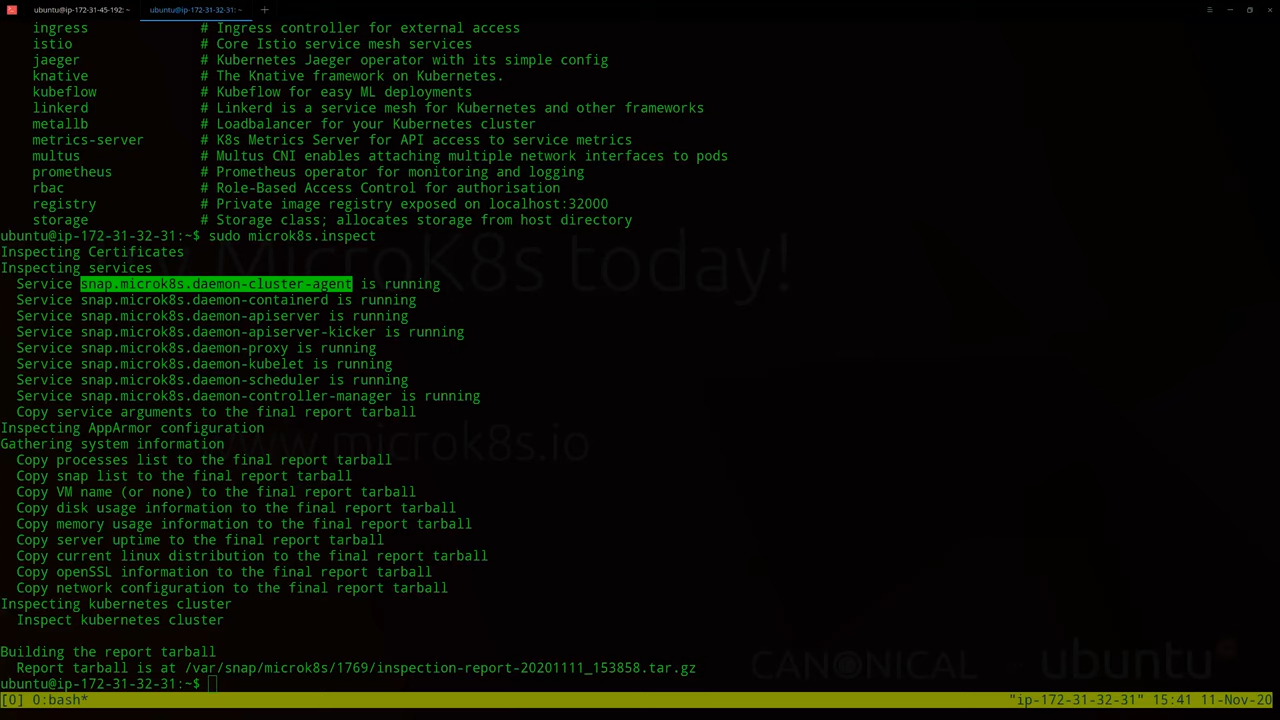 ubuntu@ip-172-31-45-192: ~
ubuntu@ip-172-31-32-31: ~
ingress # Ingress controller for external access
istio # Core Istio service mesh services
jaeger # Kubernetes Jaeger operator with its simple config
knative # The Knative framework on Kubernetes.
kubeflow # Kubeflow for easy ML deployments
linkerd # Linkerd is a service mesh for Kubernetes and other frameworks
metallb # Loadbalancer for your Kubernetes cluster
metrics-server # K8s Metrics Server for API access to service metrics
multus # Multus CNI enables attaching multiple network interfaces to pods
prometheus # Prometheus operator for monitoring and logging
rbac # Role-Based Access Control for authorisation
registry # Private image registry exposed on localhost:32000
storage # Storage class; allocates storage from host directory
ubuntu@ip-172-31-32-31:~$ sudo microk8s.inspect
Inspecting Certificates
Inspecting services
Service snap.microk8s.daemon-cluster-agent is running
Service snap.microk8s.daemon-containerd is running
Service snap.microk8s.daemon-apiserver is running
Service snap.microk8s.daemon-apiserver-kicker is running
Service snap.microk8s.daemon-proxy is running
Service snap.microk8s.daemon-kubelet is running
Service snap.microk8s.daemon-scheduler is running
Service snap.microk8s.daemon-controller-manager is running
Copy service arguments to the final report tarball
Inspecting AppArmor configuration
Gathering system information
Copy processes list to the final report tarball
Copy snap list to the final report tarball
Copy VM name (or none) to the final report tarball
Copy disk usage information to the final report tarball
Copy memory usage information to the final report tarball
Copy server uptime to the final report tarball
Copy current linux distribution to the final report tarball
Copy openSSL information to the final report tarball
Copy network configuration to the final report tarball
Inspecting kubernetes cluster
Inspect kubernetes cluster
Building the report tarball
Report tarball is at /var/snap/microk8s/1769/inspection-report-20201111_153858.tar.gz
ubuntu@ip-172-31-32-31:~$
[0] 0:bash* "ip-172-31-32-31" 15:41 11-Nov-20
MicroK8s today!
www.microk8s.io
CANONICAL ubuntu